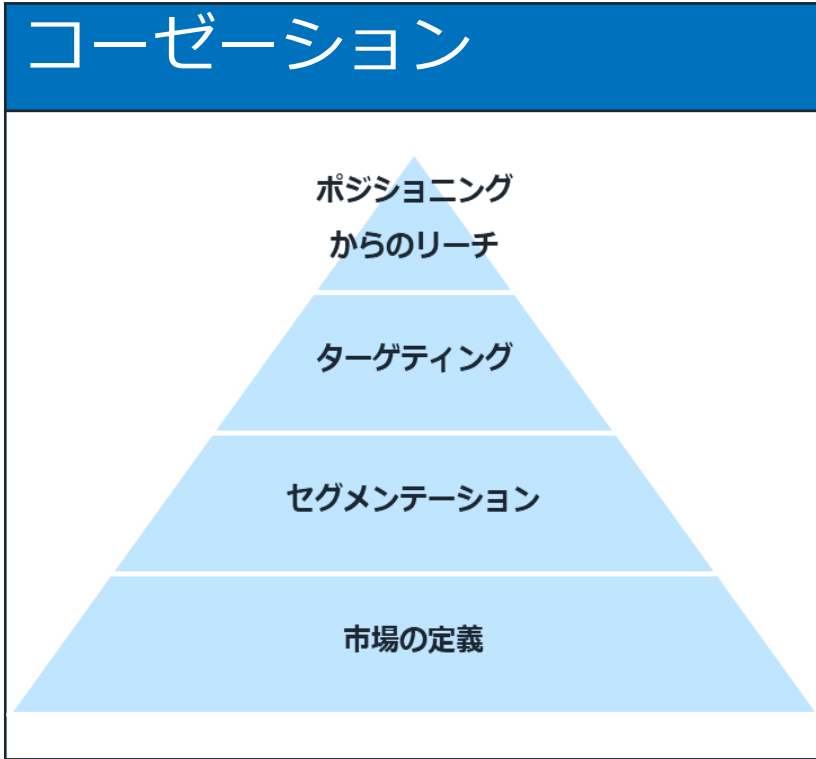 コーゼーション
ポジショニング
からのリーチ
ターゲティング
セグメンテーション
市場の定義